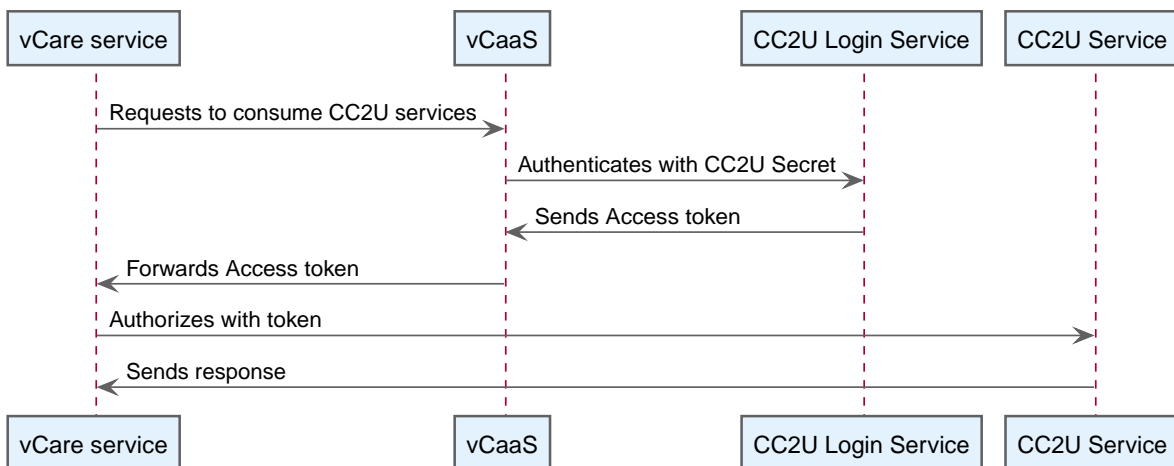 vCare service
vCaaS
CC2U Login Service
CC2U Service
Requests to consume CC2U services
Authenticates with CC2U Secret
Sends Access token
Forwards Access token
Authorizes with token
Sends response
vCare service
vCaaS
CC2U Login Service
CC2U Service